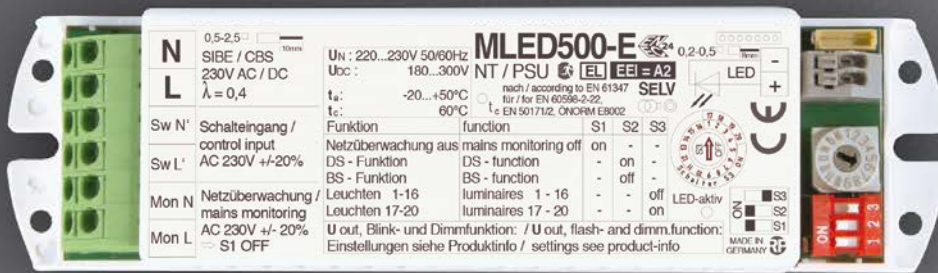 N
L
0,5-2,5
10mm
SIBE / CBS
230V AC / DC
λ = 0,4
Sw N'
Sw L'
Schalteingang /
control input
AC 230V +/-20%
Mon N
Mon L
Netzüberwachung /
mains monitoring
AC 230V +/- 20%
⇨ S1 OFF
UN : 220...230V 50/60Hz
UDC : 180...300V
ta: -20...+50°C
tc: 60°C
MLED500-E
24
NT / PSU EL EEI = A2
nach / according to EN 61347
für / for EN 60598-2-22,
tc EN 50171/2, ÖNORM E8002
SELV
0,2-0,5
8mm
LED
-
+
Funktion function S1 S2 S3
Netzüberwachung aus mains monitoring off on - -
DS - Funktion DS - function - on -
BS - Funktion BS - function - off -
Leuchten 1-16 luminaires 1 - 16 - - off
Leuchten 17-20 luminaires 17 - 20 - - on
U out, Blink- und Dimmfunktion: / U out, flash- and dimm.function:
Einstellungen siehe Produktinfo / settings see product-info
Schalter
S3
LED-aktiv
CE
ON
S3
S2
S1
MADE IN
GERMANY
ON
1 2 3